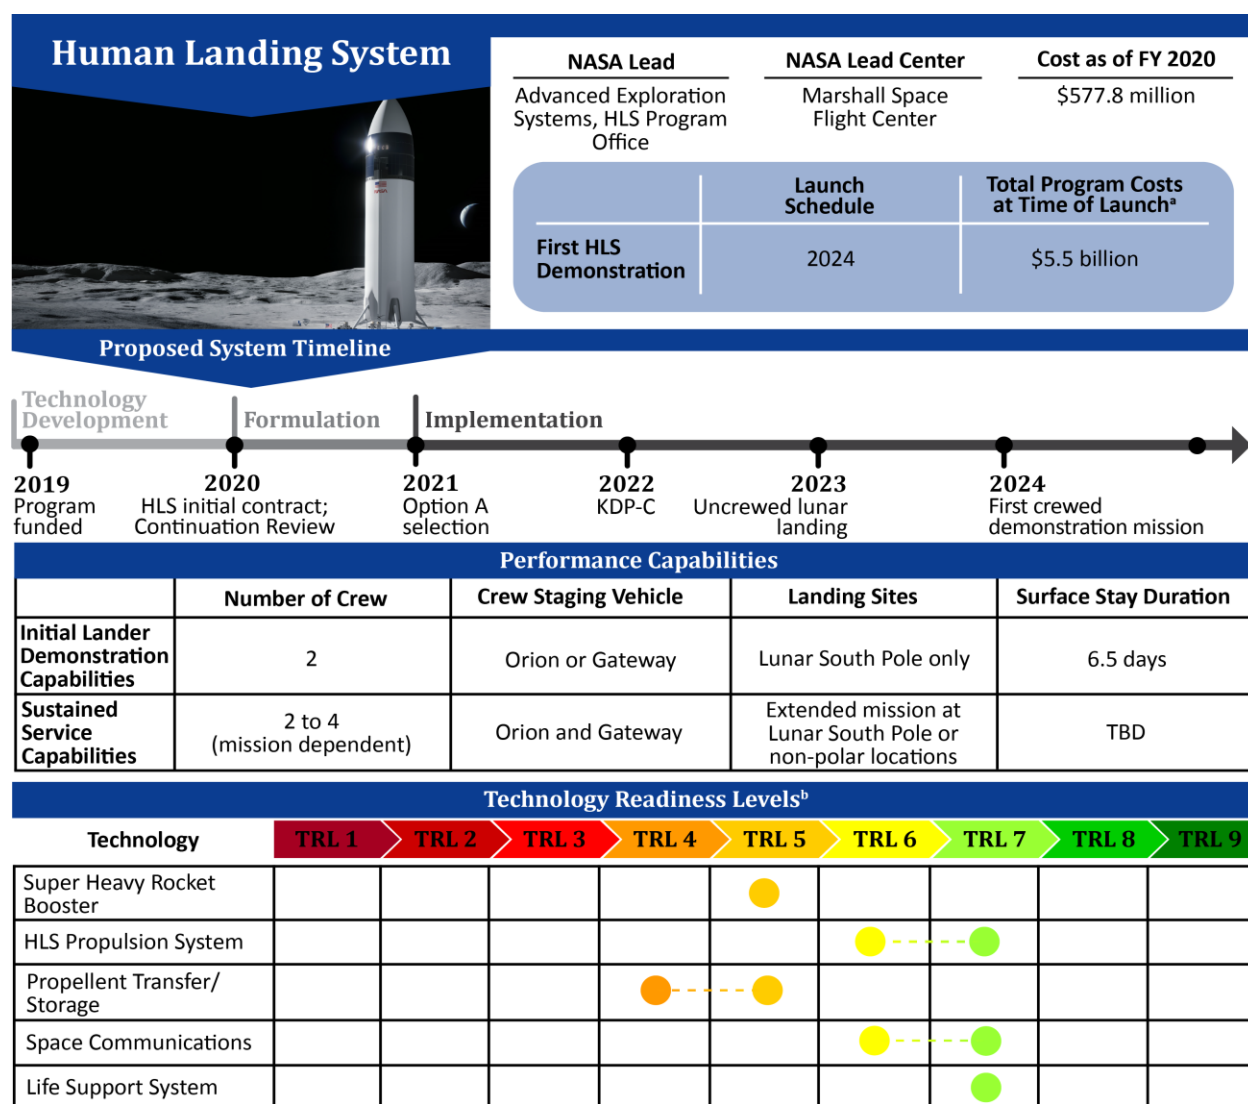 Human Landing System
NASA Lead
Advanced Exploration
Systems, HLS Program
Office
NASA Lead Center
Marshall Space
Flight Center
Cost as of FY 2020
$577.8 million
Launch
Schedule
Total Program Costs
at Time of Launchᵃ
First HLS
Demonstration
2024
$5.5 billion
NASA
Proposed System Timeline
Technology
Development
Formulation
Implementation
2019
Program
funded
2020
HLS initial contract;
Continuation Review
2021
Option A
selection
2022
KDP-C
2023
Uncrewed lunar
landing
2024
First crewed
demonstration mission
Performance Capabilities
Number of Crew
Crew Staging Vehicle
Landing Sites
Surface Stay Duration
Initial Lander
Demonstration
Capabilities
2
Orion or Gateway
Lunar South Pole only
6.5 days
Sustained
Service
Capabilities
2 to 4
(mission dependent)
Orion and Gateway
Extended mission at
Lunar South Pole or
non-polar locations
TBD
Technology Readiness Levelsᵇ
Technology
TRL 1
TRL 2
TRL 3
TRL 4
TRL 5
TRL 6
TRL 7
TRL 8
TRL 9
Super Heavy Rocket
Booster
HLS Propulsion System
Propellent Transfer/
Storage
Space Communications
Life Support System